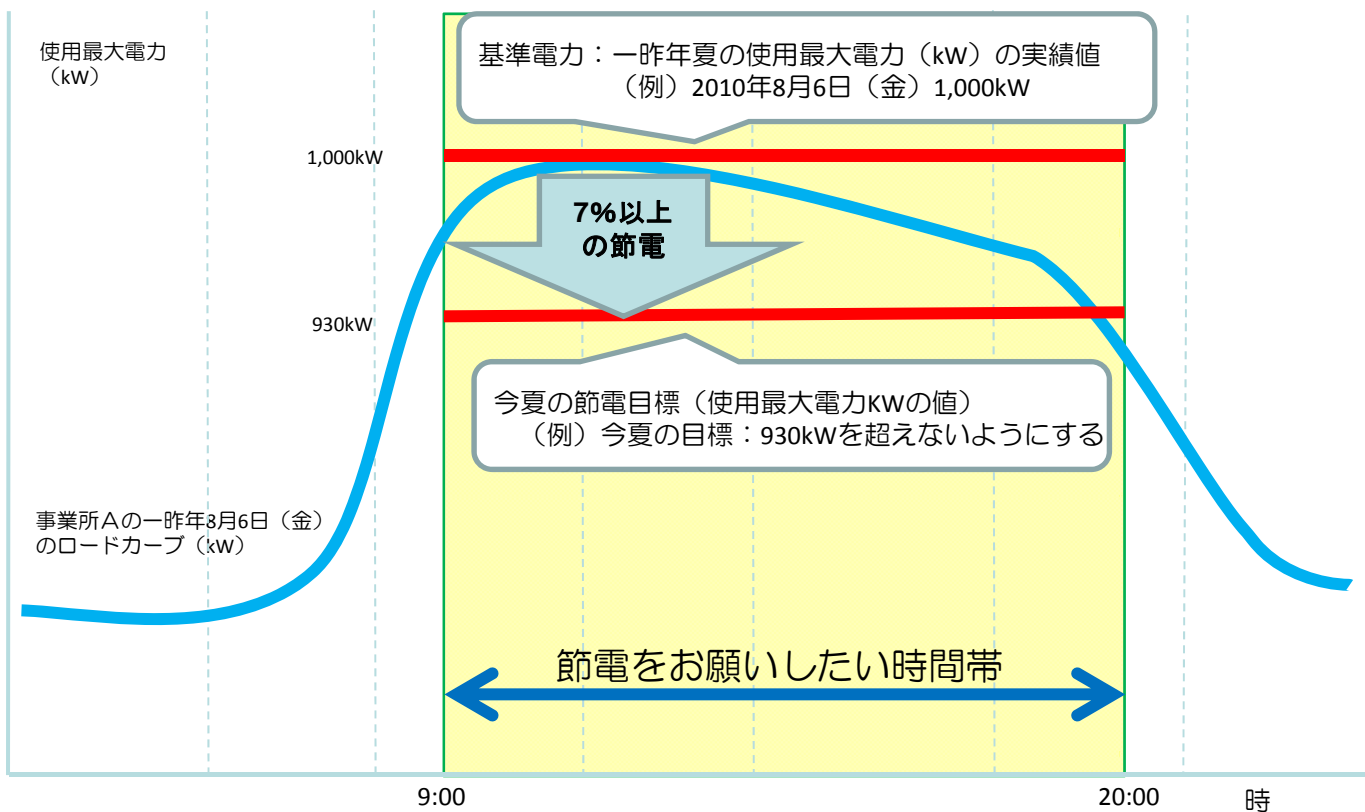 使用最大電力
（kW）
基準電力：一昨年夏の使用最大電力（kW）の実績値
（例）2010年8月6日（金）1,000kW
1,000kW
7%以上
の節電
930kW
今夏の節電目標（使用最大電力KWの値）
（例）今夏の目標：930kWを超えないようにする
事業所Ａの一昨年8月6日（金）
のロードカーブ（kW）
節電をお願いしたい時間帯
9:00
20:00
時